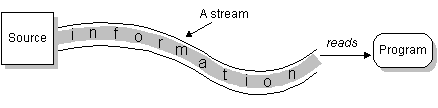 A stream
Source
information
reads
Program